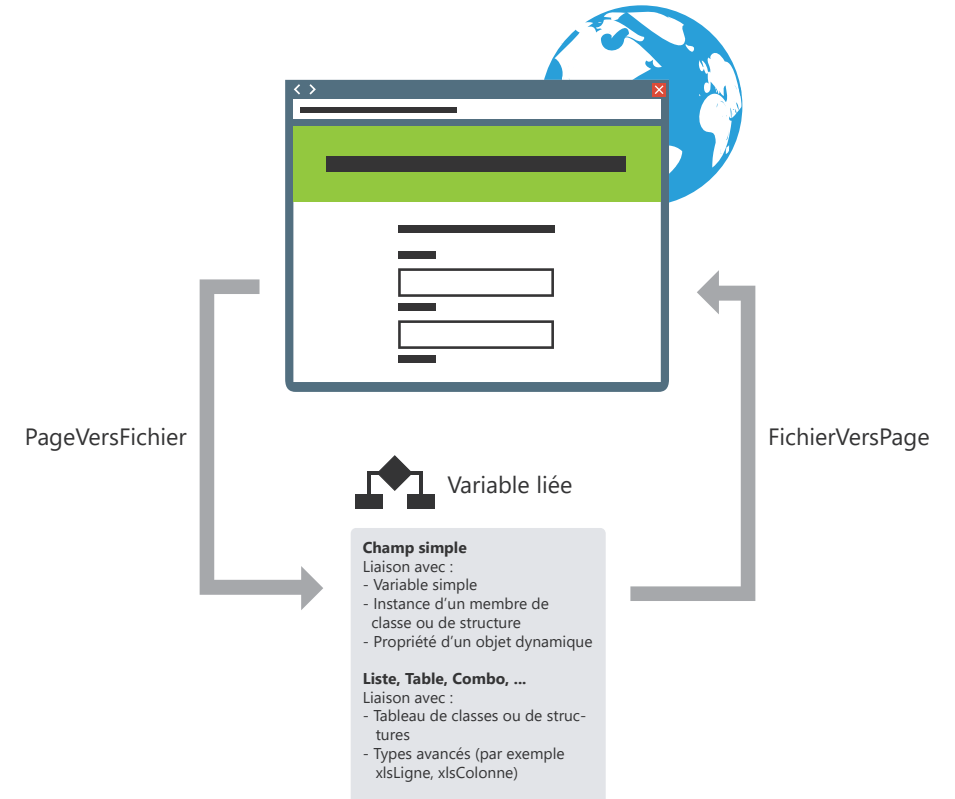 PageVersFichier
FichierVersPage
Variable liée
Champ simple
Liaison avec :
- Variable simple
- Instance d’un membre de
classe ou de structure
- Propriété d’un objet dynamique
Liste, Table, Combo, ...
Liaison avec :
- Tableau de classes ou de struc-
tures
- Types avancés (par exemple
xlsLigne, xlsColonne)